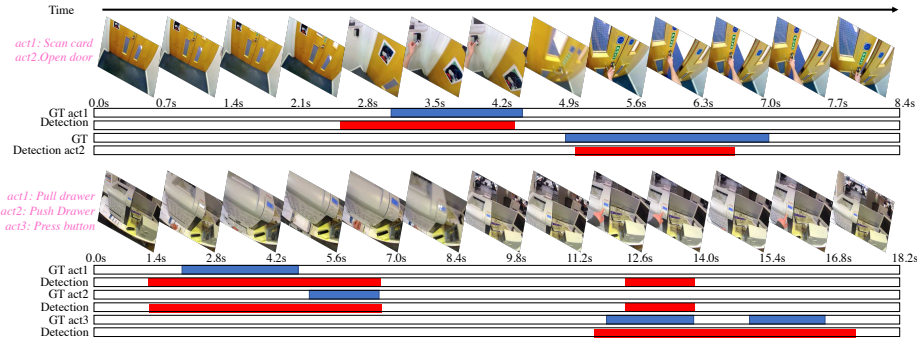 Time
act1: Scan card
act2.Open door
0.0s 0.7s 1.4s 2.1s 2.8s 3.5s 4.2s 4.9s 5.6s 6.3s 7.0s 7.7s 8.4s
GT act1
Detection
GT
Detection act2
act1: Pull drawer
act2: Push Drawer
act3: Press button
0.0s 1.4s 2.8s 4.2s 5.6s 7.0s 8.4s 9.8s 11.2s 12.6s 14.0s 15.4s 16.8s 18.2s
GT act1
Detection
GT act2
Detection
GT act3
Detection